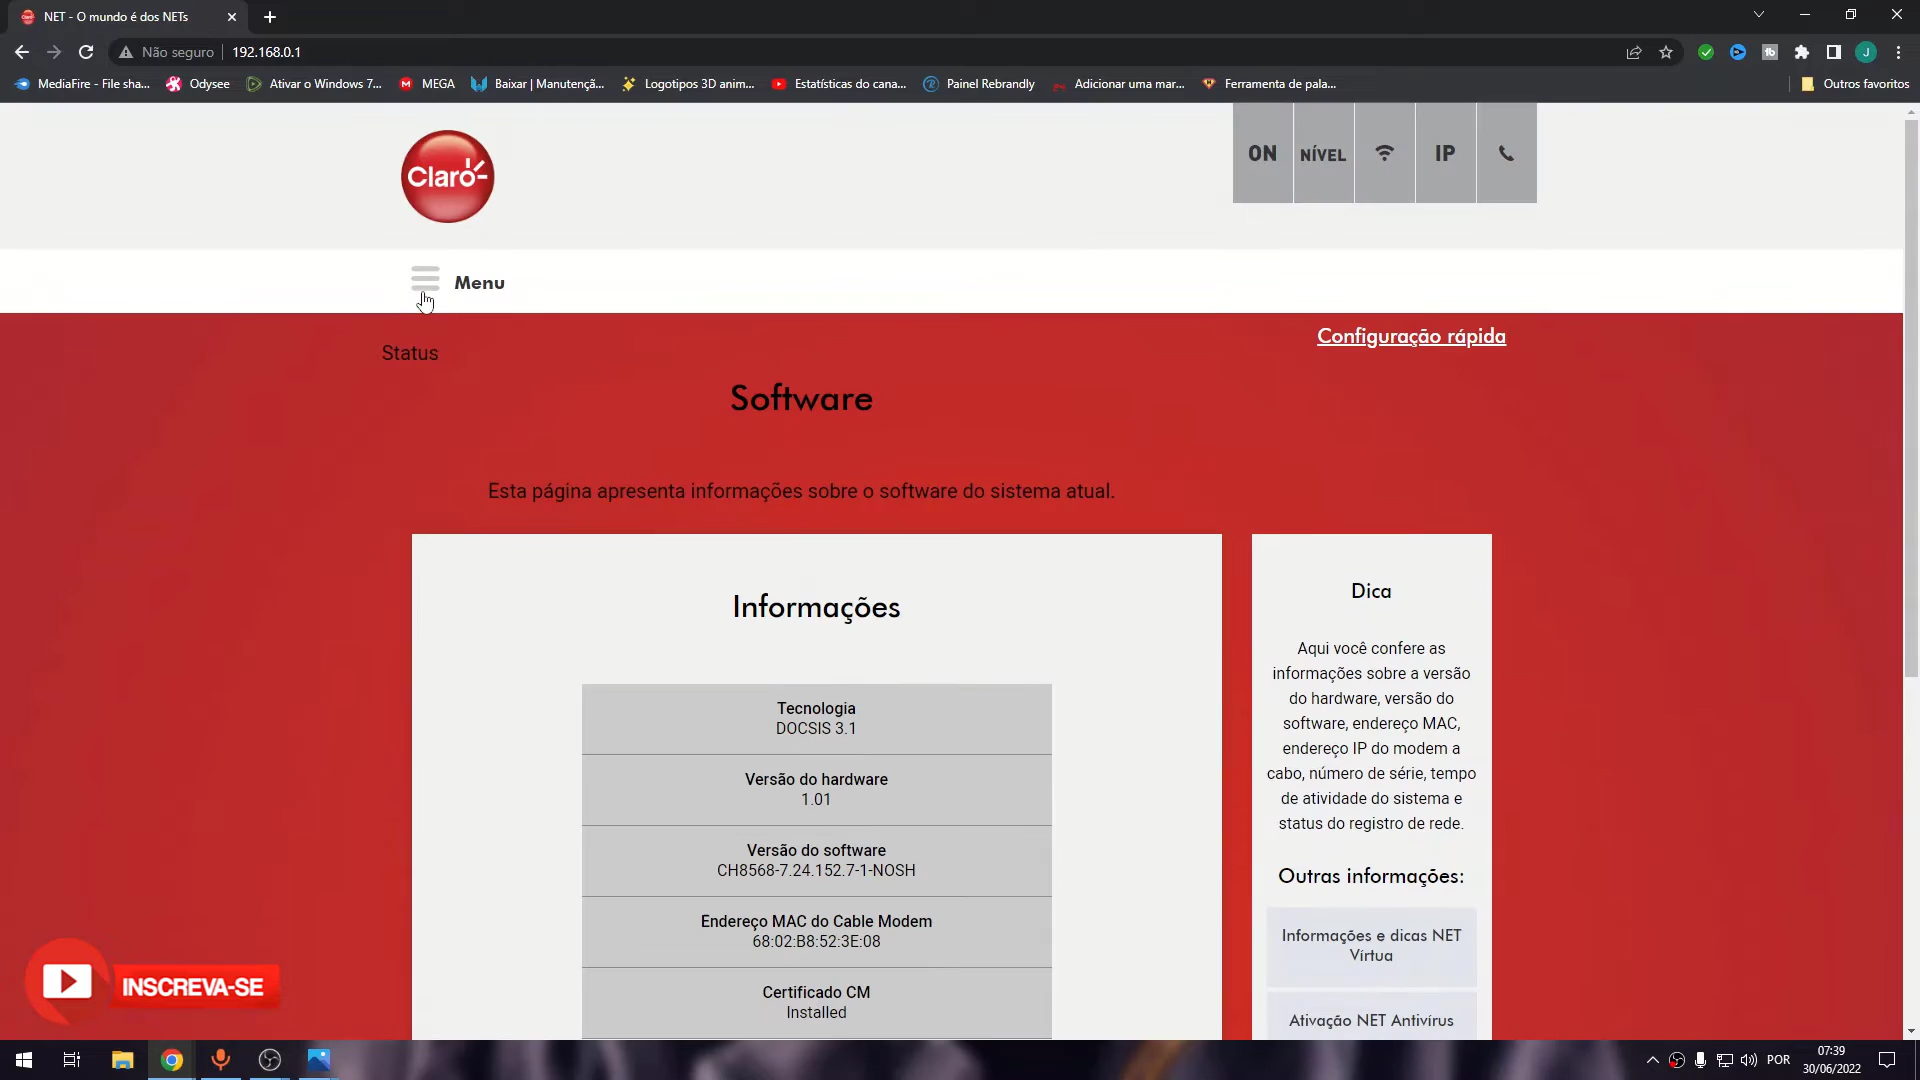 NET - O mundo é dos NETs
Não seguro
192.168.0.1
J
MediaFire - File sha...
Odysee
Ativar o Windows 7...
MEGA
Baixar | Manutençã...
Logotipos 3D anim...
Estatísticas do cana...
Painel Rebrandly
Adicionar uma mar...
Ferramenta de pala...
Outros favoritos
Claro
ON
NÍVEL
IP
Menu
Configuração rápida
Status
Software
Esta página apresenta informações sobre o software do sistema atual.
Informações
Tecnologia
DOCSIS 3.1
Versão do hardware
1.01
Versão do software
CH8568-7.24.152.7-1-NOSH
Endereço MAC do Cable Modem
68:02:B8:52:3E:08
Certificado CM
Installed
Dica
Aqui você confere as
informações sobre a versão
do hardware, versão do
software, endereço MAC,
endereço IP do modem a
cabo, número de série, tempo
de atividade do sistema e
status do registro de rede.
Outras informações:
Informações e dicas NET
Vírtua
Ativação NET Antivírus
INSCREVA-SE
POR
07:39
30/06/2022